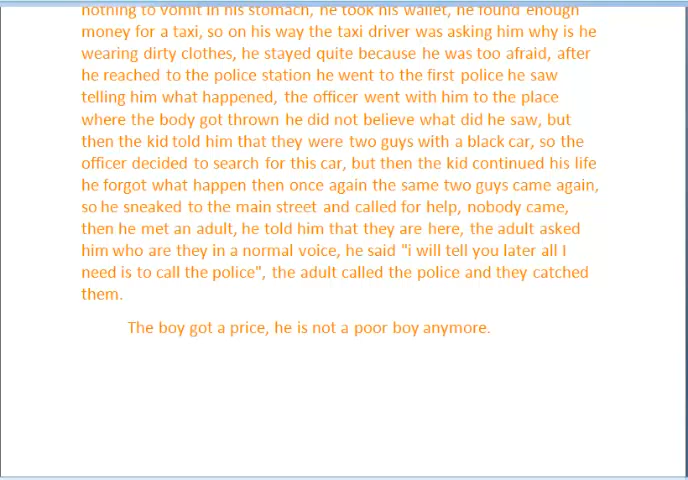 nothing to vomit in his stomach, he took his wallet, he found enough
money for a taxi, so on his way the taxi driver was asking him why is he
wearing dirty clothes, he stayed quite because he was too afraid, after
he reached to the police station he went to the first police he saw
telling him what happened, the officer went with him to the place
where the body got thrown he did not believe what did he saw, but
then the kid told him that they were two guys with a black car, so the
officer decided to search for this car, but then the kid continued his life
he forgot what happen then once again the same two guys came again,
so he sneaked to the main street and called for help, nobody came,
then he met an adult, he told him that they are here, the adult asked
him who are they in a normal voice, he said "i will tell you later all I
need is to call the police", the adult called the police and they catched
them.
The boy got a price, he is not a poor boy anymore.